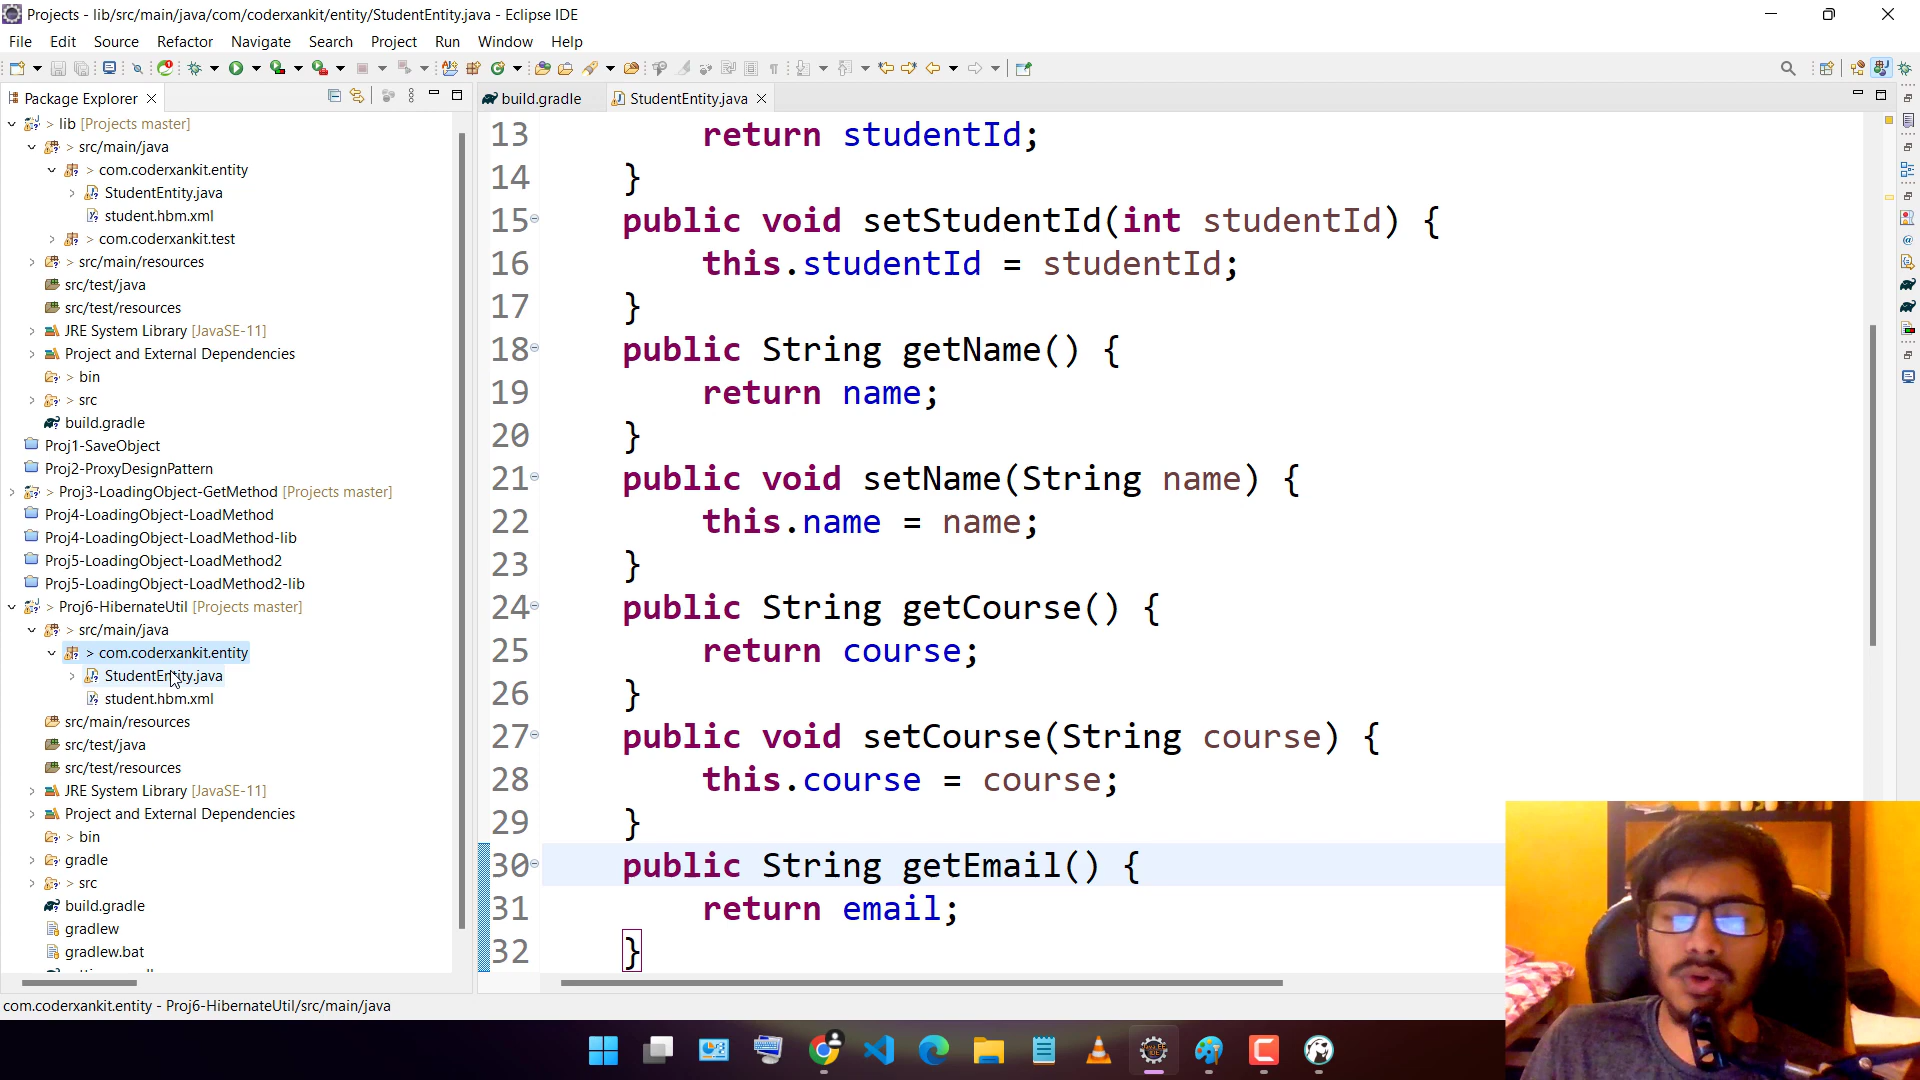 Projects - lib/src/main/java/com/coderxankit/entity/StudentEntity.java - Eclipse IDE
File Edit Source Refactor Navigate Search Project Run Window Help
Package Explorer
build.gradle
StudentEntity.java
> lib [Projects master]
> src/main/java
> com.coderxankit.entity
StudentEntity.java
student.hbm.xml
> com.coderxankit.test
> src/main/resources
src/test/java
src/test/resources
JRE System Library [JavaSE-11]
Project and External Dependencies
> bin
> src
build.gradle
Proj1-SaveObject
Proj2-ProxyDesignPattern
> Proj3-LoadingObject-GetMethod [Projects master]
Proj4-LoadingObject-LoadMethod
Proj4-LoadingObject-LoadMethod-lib
Proj5-LoadingObject-LoadMethod2
Proj5-LoadingObject-LoadMethod2-lib
> Proj6-HibernateUtil [Projects master]
> src/main/java
> com.coderxankit.entity
StudentEntity.java
student.hbm.xml
src/main/resources
src/test/java
src/test/resources
JRE System Library [JavaSE-11]
Project and External Dependencies
> bin
gradle
> src
build.gradle
gradlew
gradlew.bat
13 return studentId;
14 }
15 public void setStudentId(int studentId) {
16 this.studentId = studentId;
17 }
18 public String getName() {
19 return name;
20 }
21 public void setName(String name) {
22 this.name = name;
23 }
24 public String getCourse() {
25 return course;
26 }
27 public void setCourse(String course) {
28 this.course = course;
29 }
30 public String getEmail() {
31 return email;
32 }
com.coderxankit.entity - Proj6-HibernateUtil/src/main/java